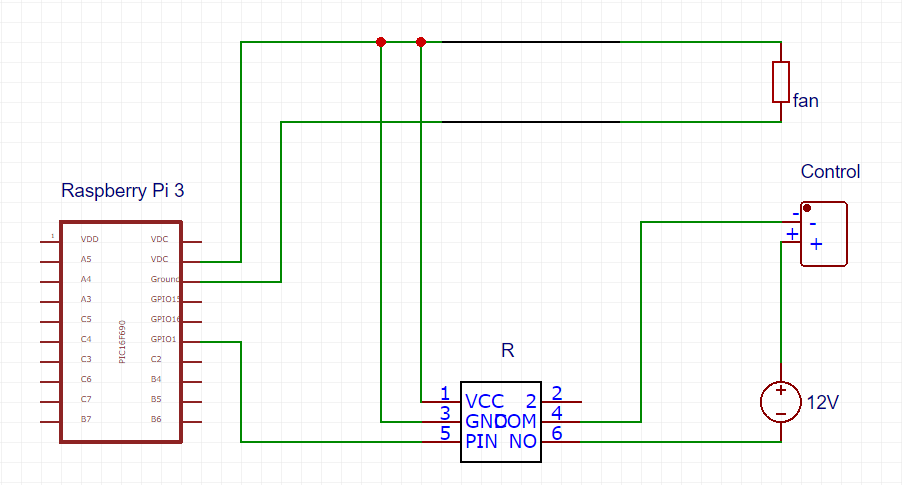 Raspberry Pi 3
1
VDD
A5
A4
A3
C5
C4
C3
C6
C7
B7
PIC16F690
VDC
VDC
Ground
GPIO15
GPIO16
GPIO1
C2
B4
B5
B6
fan
Control
-
+
-
+
R
1
3
5
VCC 2
GND COM
PIN NO
2
4
6
12V
+
-